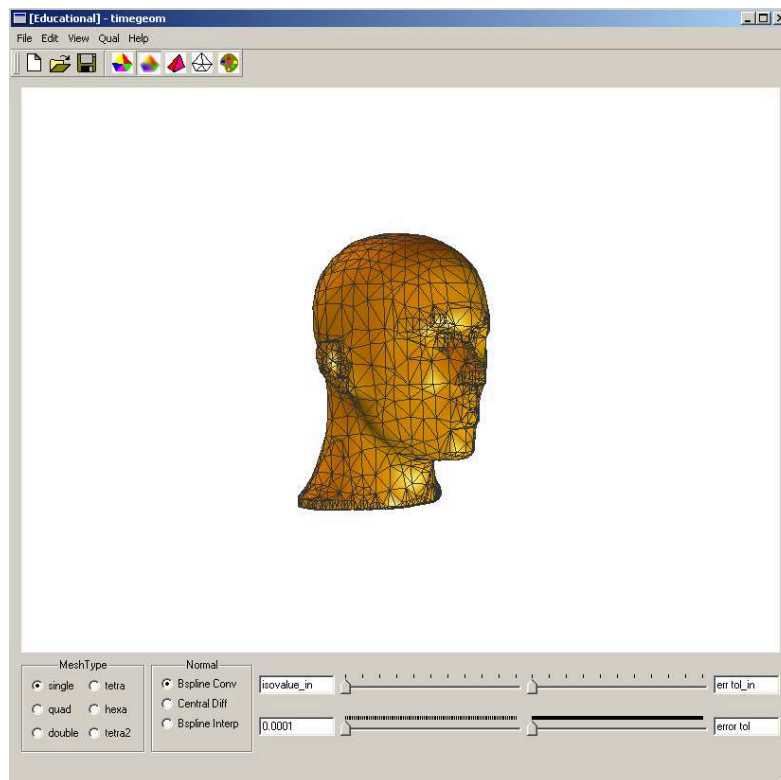 [Educational] - timegeom
File Edit View Qual Help
MeshType
single tetra
quad hexa
double tetra2
Normal
Bspline Conv
Central Diff
Bspline Interp
isovalue_in
err tol_in
0.0001
error tol